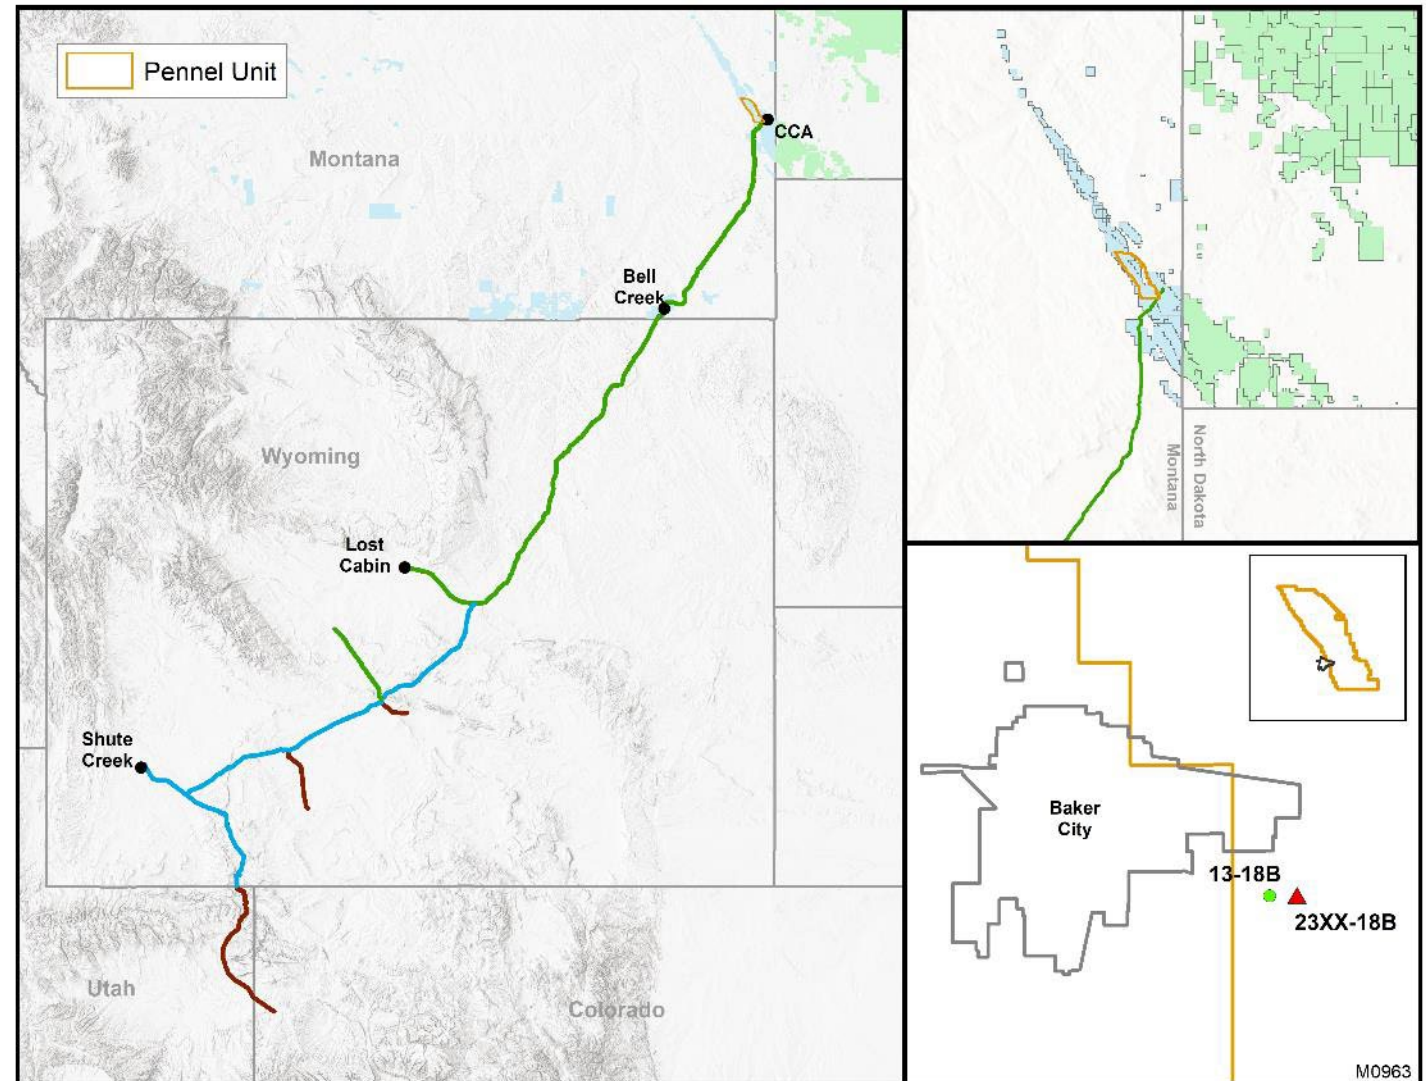 Pennel Unit
Montana
CCA
Bell
Creek
Wyoming
Lost
Cabin
Shute
Creek
Utah
Colorado
Montana
North Dakota
Baker
City
13-18B
23XX-18B
M0963